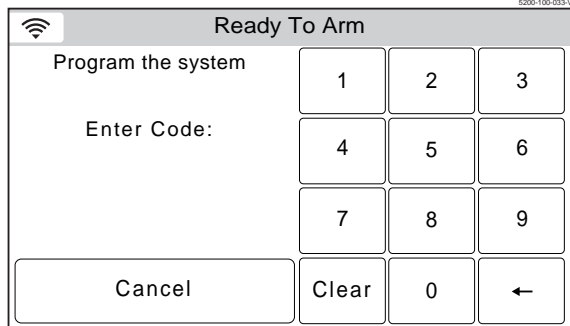 5200-100-033-V
Ready To Arm
Program the system
Enter Code:
1 2 3
4 5 6
7 8 9
Cancel Clear 0 ←